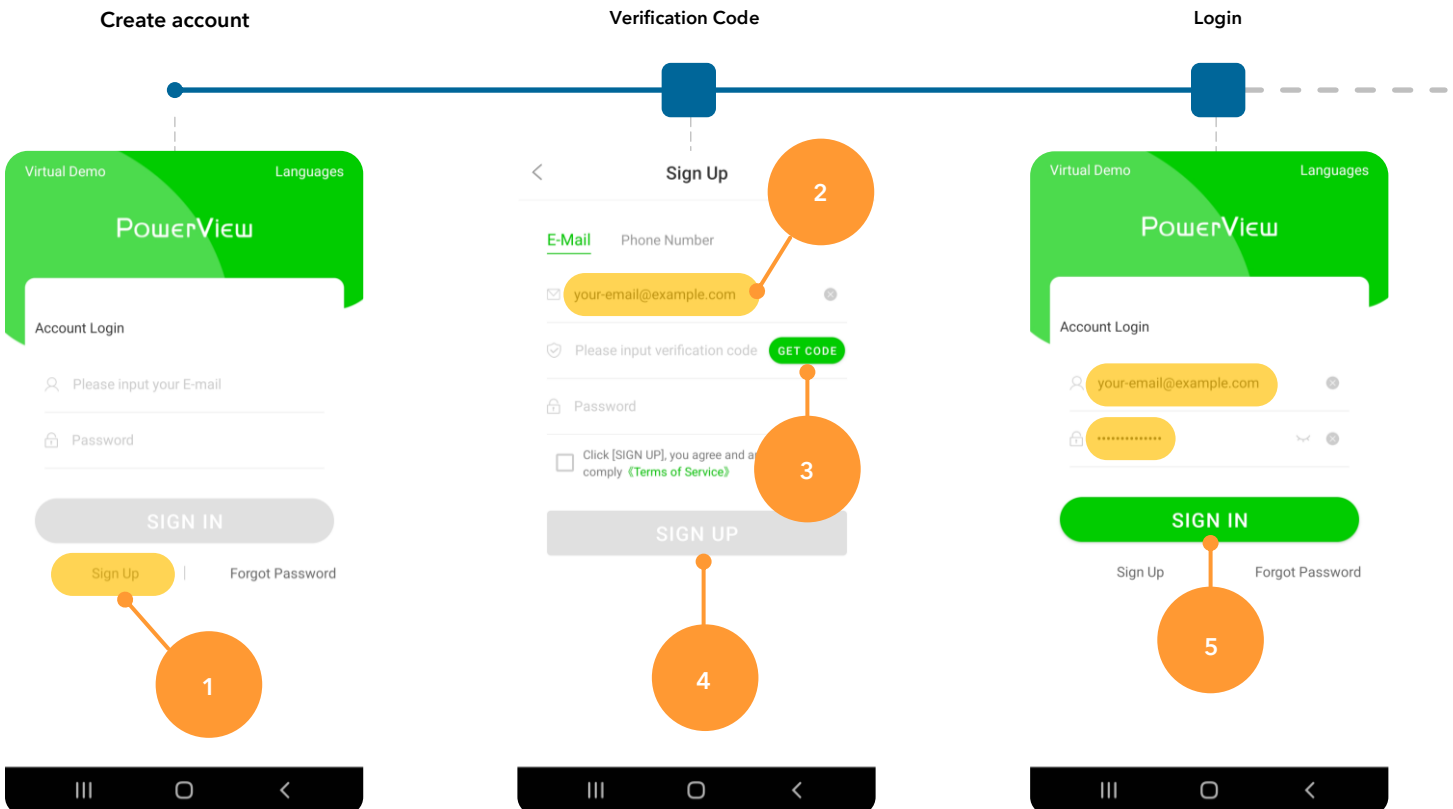 Create account
Verification Code
Login
Virtual Demo
Languages
PowerView
Account Login
Please input your E-mail
Password
SIGN IN
Sign Up
Forgot Password
1
Sign Up
2
E-Mail
Phone Number
your-email@example.com
Please input verification code
GET CODE
Password
Click [SIGN UP], you agree and
comply《Terms of Service》
3
SIGN UP
4
Virtual Demo
Languages
PowerView
Account Login
your-email@example.com
••••••••••••••
SIGN IN
Sign Up
Forgot Password
5